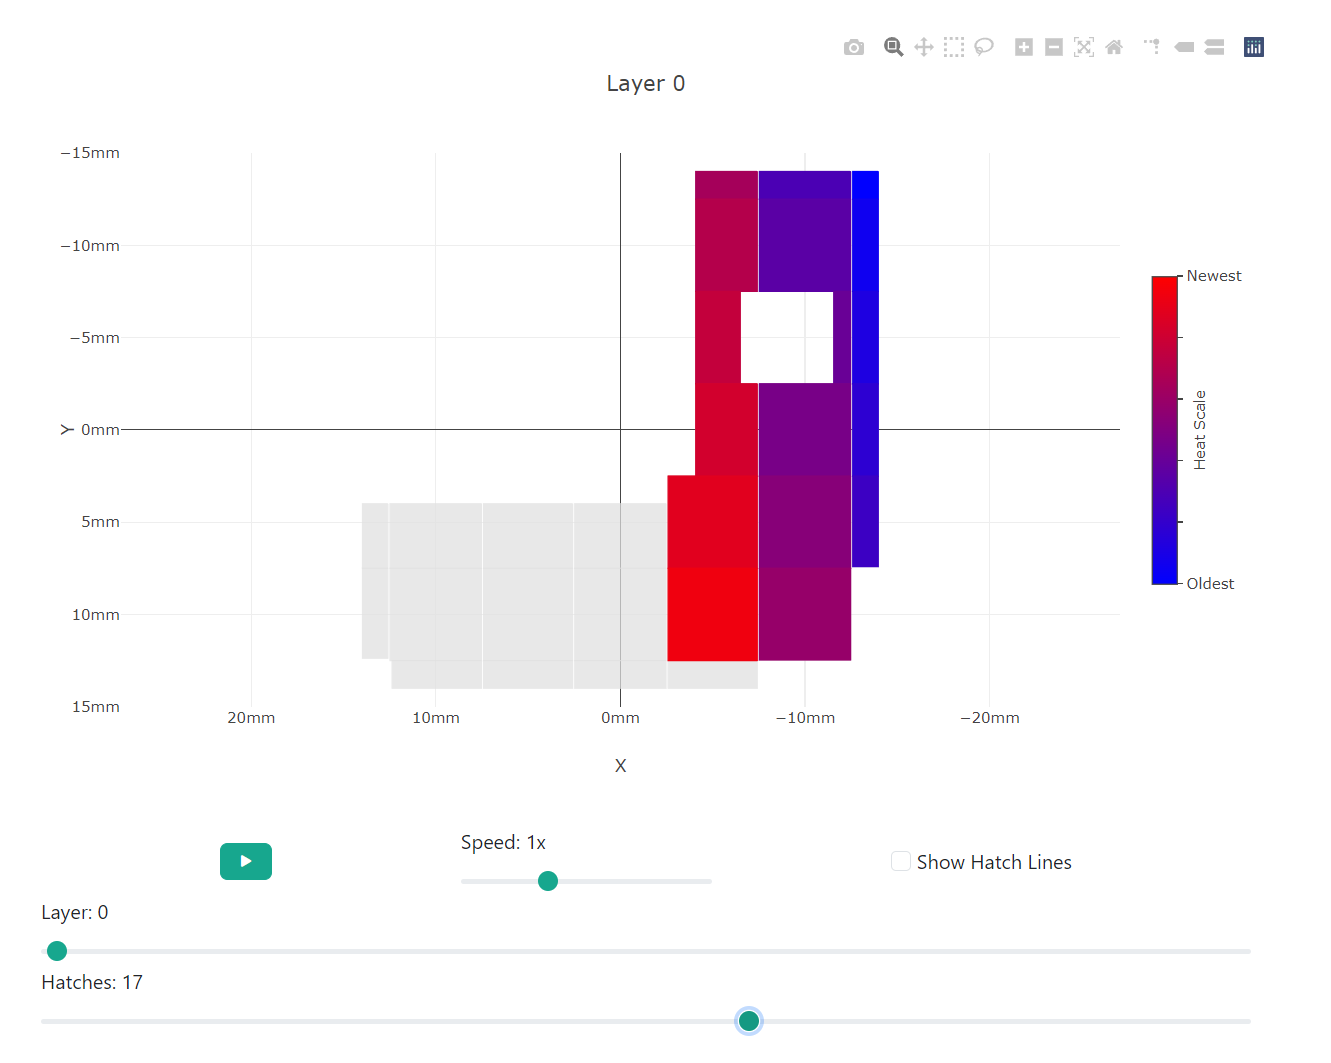 Layer 0
−15mm
−10mm
−5mm
0mm
5mm
10mm
15mm
Y
20mm
10mm
0mm
−10mm
−20mm
X
Newest
Oldest
Heat Scale
Speed: 1x
Show Hatch Lines
Layer: 0
Hatches: 17